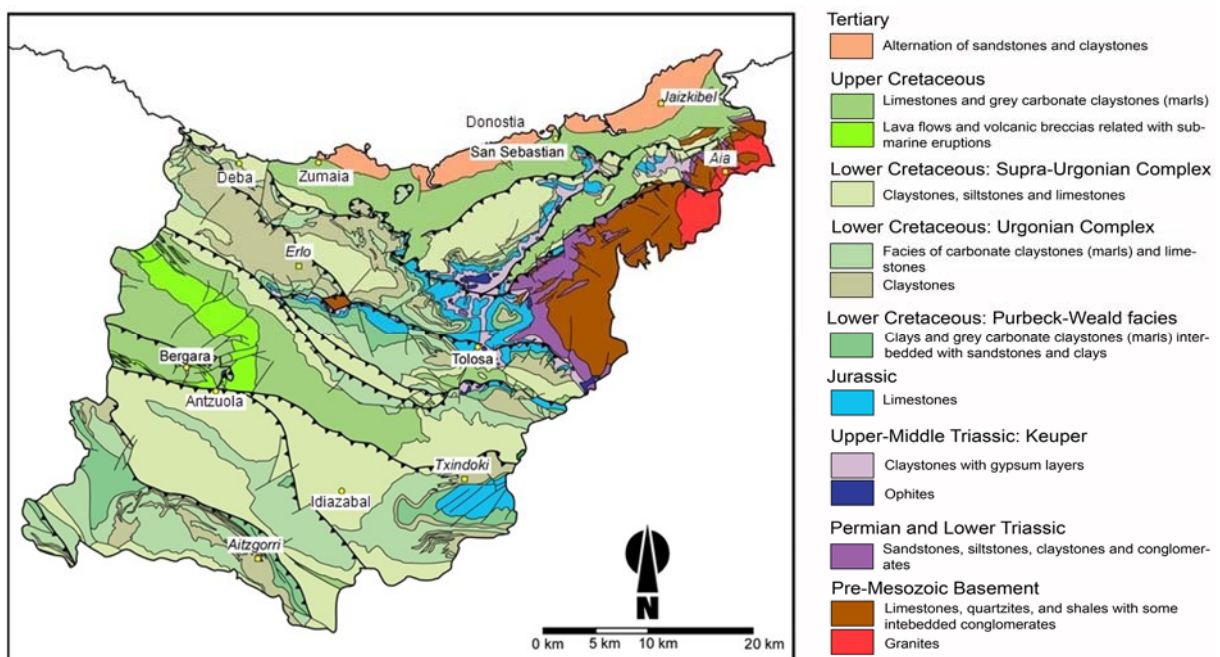 Jaizkibel
Donostia
San Sebastian
Aia
Deba
Zumaia
Erlo
Tolosa
Bergara
Antzuola
Txindoki
Idiazabal
Aitzgorri
N
0 km 5 km 10 km 20 km
Tertiary
Alternation of sandstones and claystones
Upper Cretaceous
Limestones and grey carbonate claystones (marls)
Lava flows and volcanic breccias related with sub-
marine eruptions
Lower Cretaceous: Supra-Urgonian Complex
Claystones, siltstones and limestones
Lower Cretaceous: Urgonian Complex
Facies of carbonate claystones (marls) and lime-
stones
Claystones
Lower Cretaceous: Purbeck-Weald facies
Clays and grey carbonate claystones (marls) inter-
bedded with sandstones and clays
Jurassic
Limestones
Upper-Middle Triassic: Keuper
Claystones with gypsum layers
Ophites
Permian and Lower Triassic
Sandstones, siltstones, claystones and conglomer-
ates
Pre-Mesozoic Basement
Limestones, quartzites, and shales with some
intebedded conglomerates
Granites